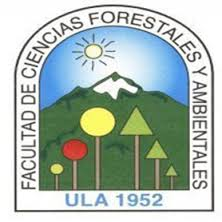 FACULTAD DE CIENCIAS FORESTALES Y AMBIENTALES
ULA 1952